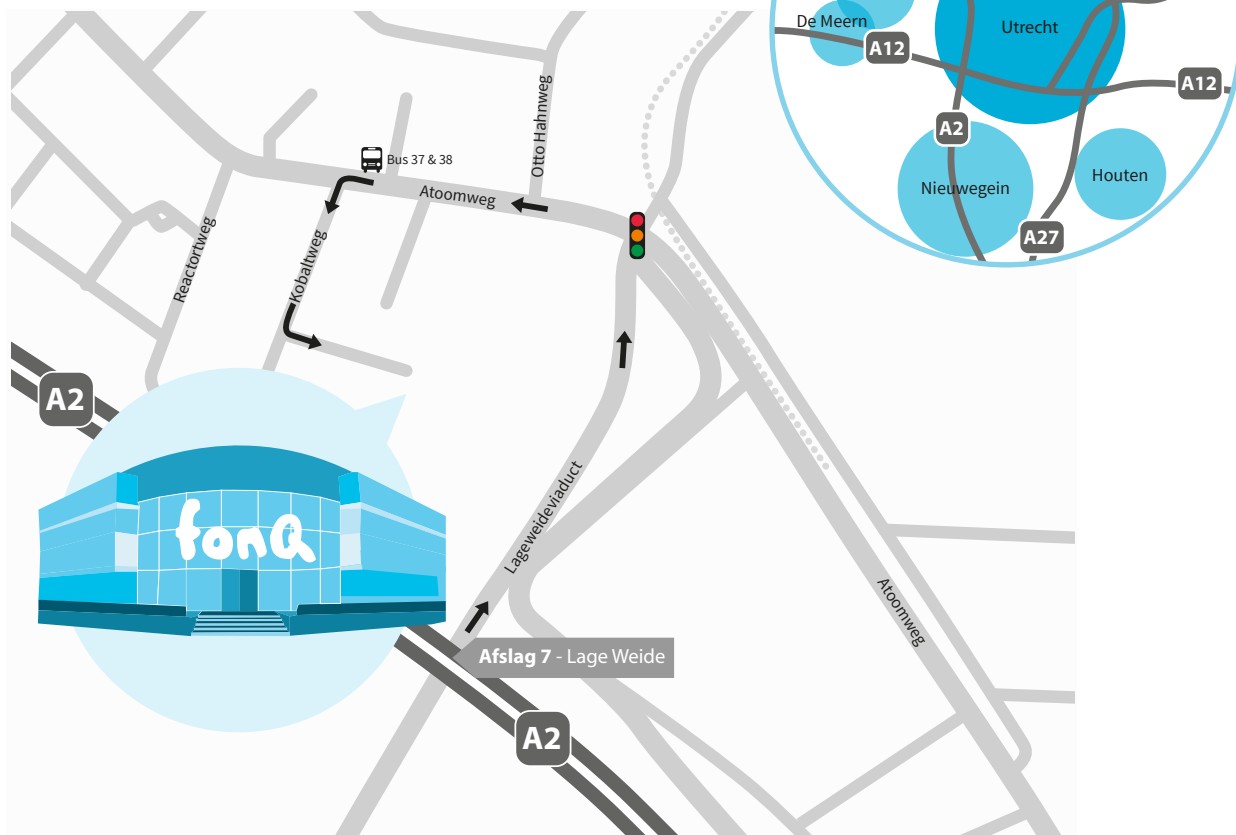 De Meern
Utrecht
A12
A12
A2
Nieuwegein
Houten
A27
Otto Hahnweg
Bus 37 & 38
Atoomweg
Reactortweg
Kobaltweg
A2
fonQ
Lageweideviaduct
Atoomweg
Afslag 7 - Lage Weide
A2